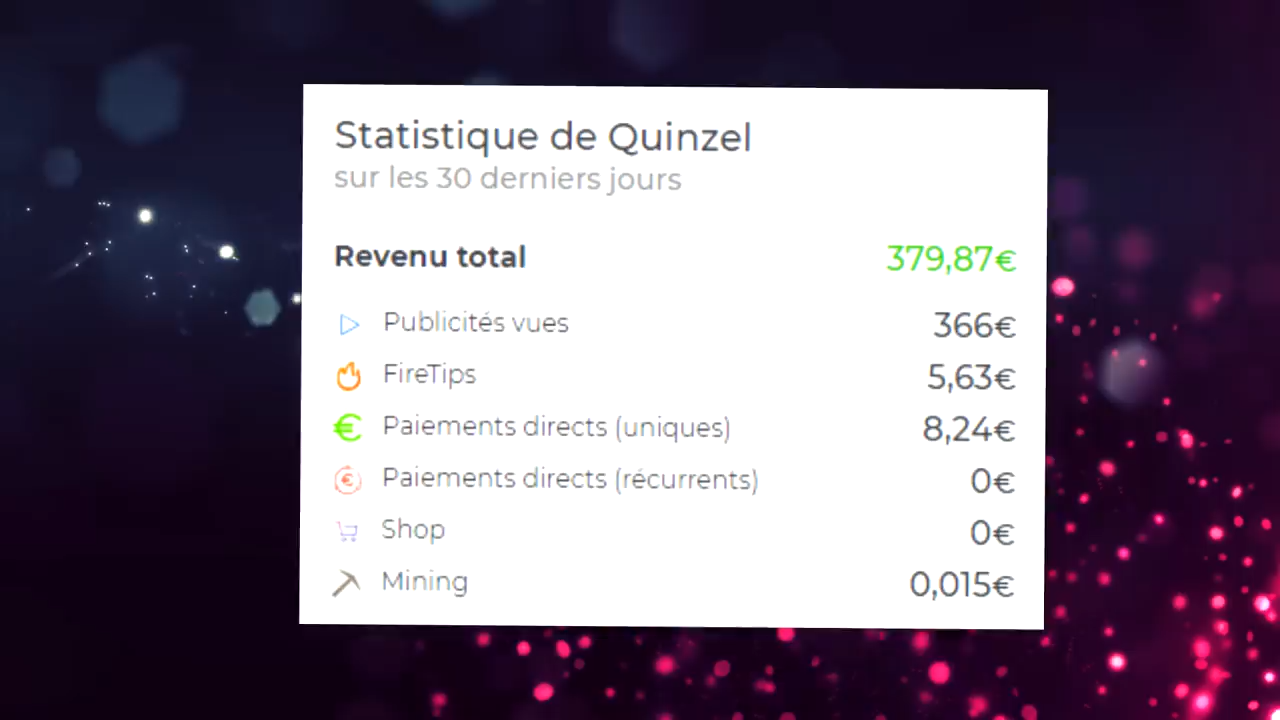 Statistique de Quinzel
sur les 30 derniers jours
Revenu total 379,87€
Publicités vues 366€
FireTips 5,63€
Paiements directs (uniques) 8,24€
Paiements directs (récurrents) 0€
Shop 0€
Mining 0,015€